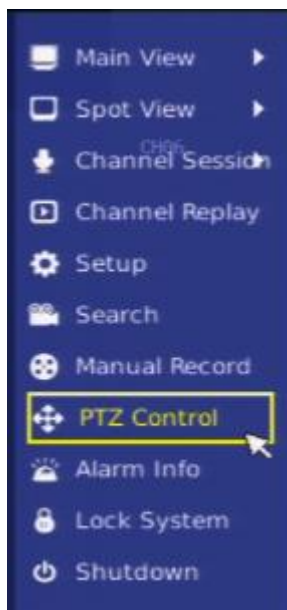 Main View
Spot View
CH06
Channel Session
Channel Replay
Setup
Search
Manual Record
PTZ Control
Alarm Info
Lock System
Shutdown